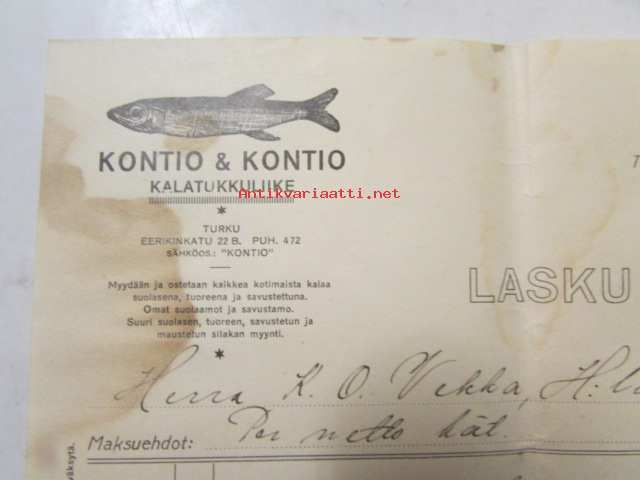 KONTIO & KONTIO
KALATUKKULIIKE
Antikvariaatti.net
TURKU
EERIKINKATU 22 B. PUH. 472
SÄHKÖOS.: "KONTIO"
Myydään ja ostetaan kaikkea kotimaista kalaa
suolasena, tuoreena ja savustettuna.
Omat suolaamot ja savustamo.
Suuri suolasen, tuoreen, savustetun ja
maustetun silakan myynti.
LASKU
Herra K. O. Vekka,
Maksuehdot: Per netto